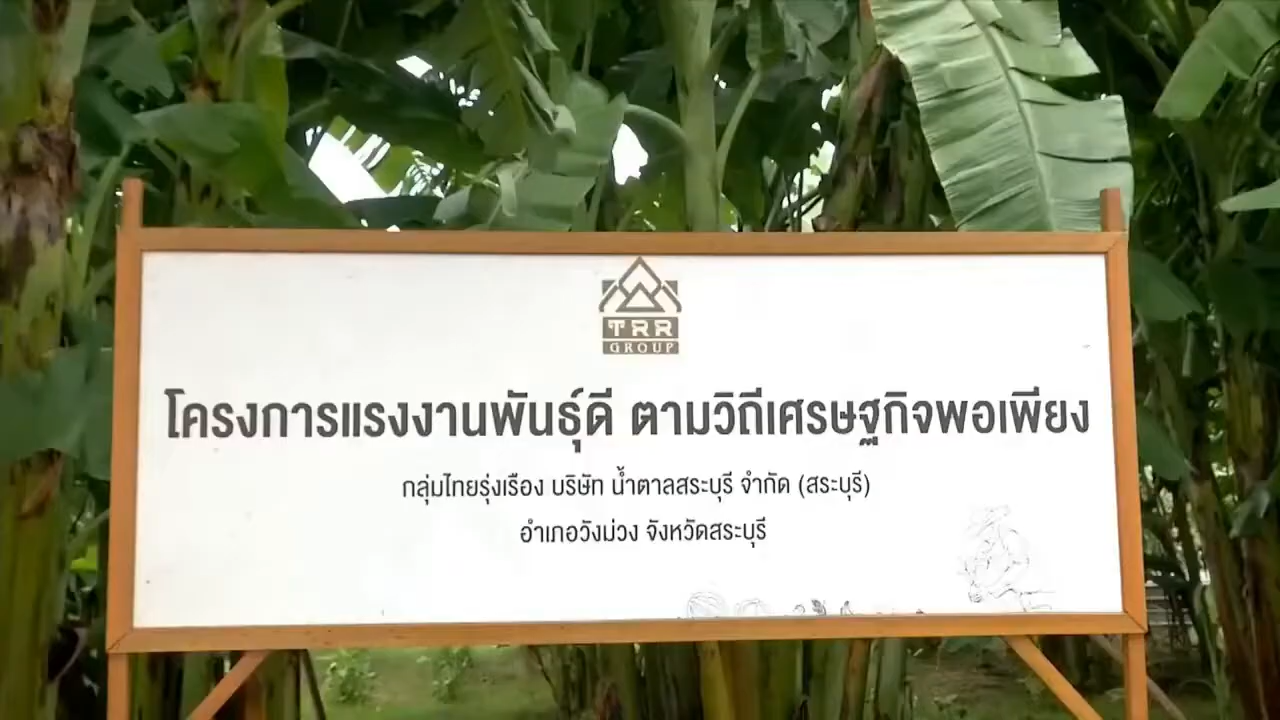 TRR
GROUP
โครงการแรงงานพันธุ์ดี ตามวิถีเศรษฐกิจพอเพียง
กลุ่มไทยรุ่งเรือง บริษัท น้ำตาลสระบุรี จำกัด (สระบุรี)
อำเภอวังม่วง จังหวัดสระบุรี